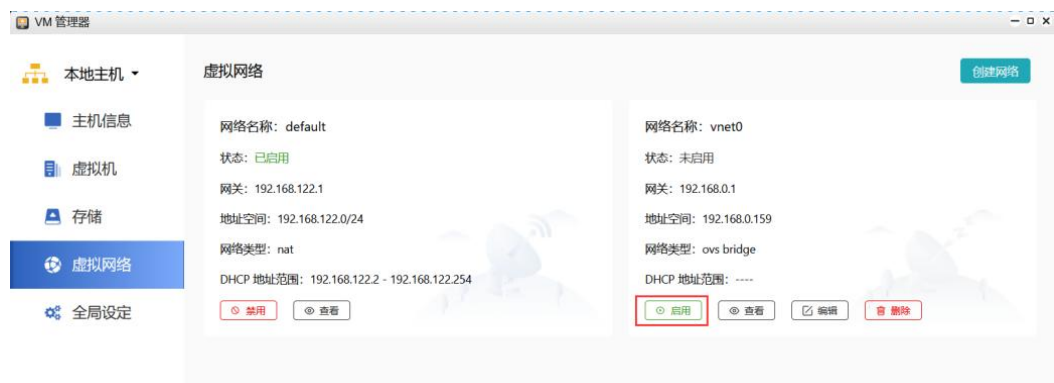 VM 管理器
本地主机
主机信息
虚拟机
存储
虚拟网络
全局设定
虚拟网络
创建网络
网络名称：default
状态：已启用
网关：192.168.122.1
地址空间：192.168.122.0/24
网络类型：nat
DHCP 地址范围：192.168.122.2 - 192.168.122.254
禁用
查看
网络名称：vnet0
状态：未启用
网关：192.168.0.1
地址空间：192.168.0.159
网络类型：ovs bridge
DHCP 地址范围：----
启用
查看
编辑
删除